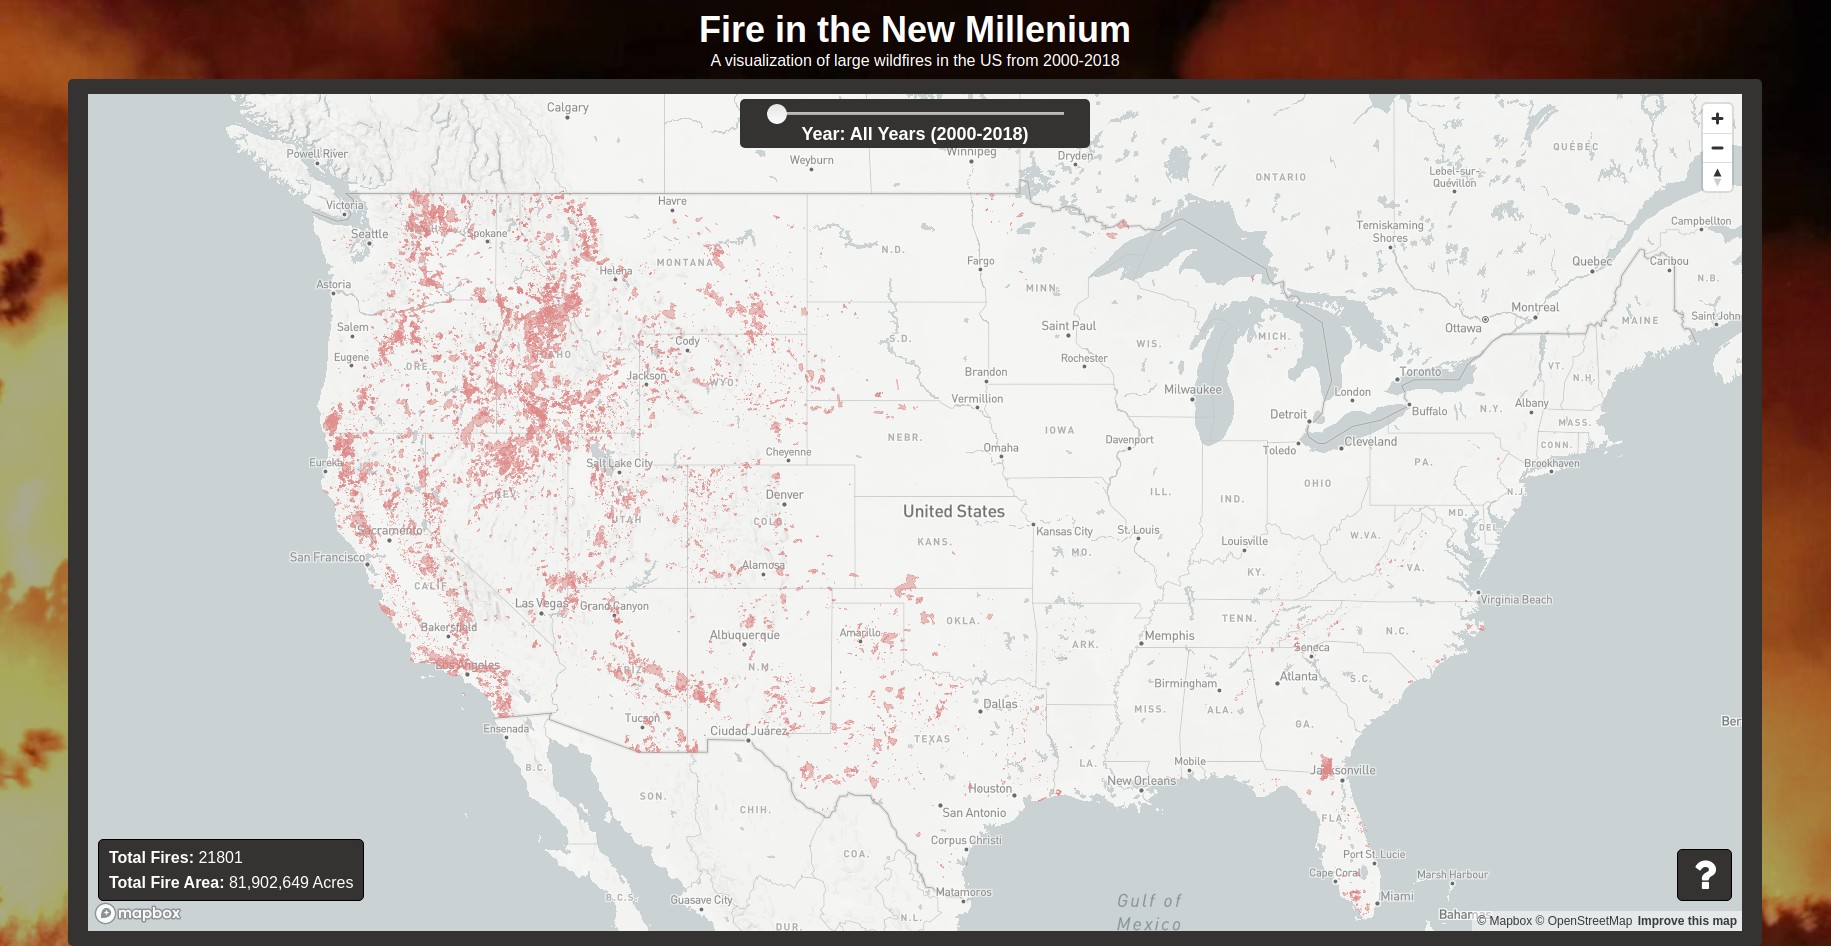 Fire in the New Millenium
A visualization of large wildfires in the US from 2000-2018
Year: All Years (2000-2018)
Calgary
Powell River
Weyburn
Winnipeg
Dryden
QUÉBEC
ONTARIO
Lebel-sur-
Quévillon
Victoria
Havre
Campbellton
Seattle
Spokane
Temiskaming
Shores
MONTANA
N.D.
Fargo
Quebec
Caribou
Helena
N.B.
Astoria
MINN.
Montreal
Salem
Saint Paul
Ottawa
MAINE
Saint John
Cody
S.D.
WIS.
MICH.
Eugene
IDAHO
Rochester
ORE.
Jackson
WYO.
Brandon
Toronto
VT.
N.H.
Vermillion
Milwaukee
London
Detroit
Buffalo
N.Y.
Albany
MASS.
NEBR.
IOWA
Davenport
Cleveland
CONN.
Omaha
Toledo
Cheyenne
Eureka
Salt Lake City
PA.
Brookhaven
NEV.
Denver
ILL.
IND.
OHIO
N.J.
United States
MD.
UTAH
COLO.
DEL.
Sacramento
Kansas City
St. Louis
KANS.
Louisville
W.VA.
San Francisco
MO.
Alamosa
KY.
VA.
CALIF.
Las Vegas
Grand Canyon
Virginia Beach
OKLA.
TENN.
Bakersfield
Albuquerque
Amarillo
Memphis
N.C.
ARK.
Seneca
Los Angeles
ARIZ.
N.M.
Birmingham
Atlanta
S.C.
Dallas
MISS.
ALA.
Tucson
GA.
Ber
Ensenada
Ciudad Juárez
TEXAS
B.C.
LA.
Mobile
Jacksonville
New Orleans
SON.
Houston
CHIH.
San Antonio
FLA.
Corpus Christi
COA.
Port St. Lucie
Cape Coral
Marsh Harbour
Matamoros
Miami
B.C.S.
Guasave City
Gulf of
Mexico
N.L.
Bahamas
DUR.
Total Fires: 21801
Total Fire Area: 81,902,649 Acres
mapbox
?
© Mapbox © OpenStreetMap Improve this map